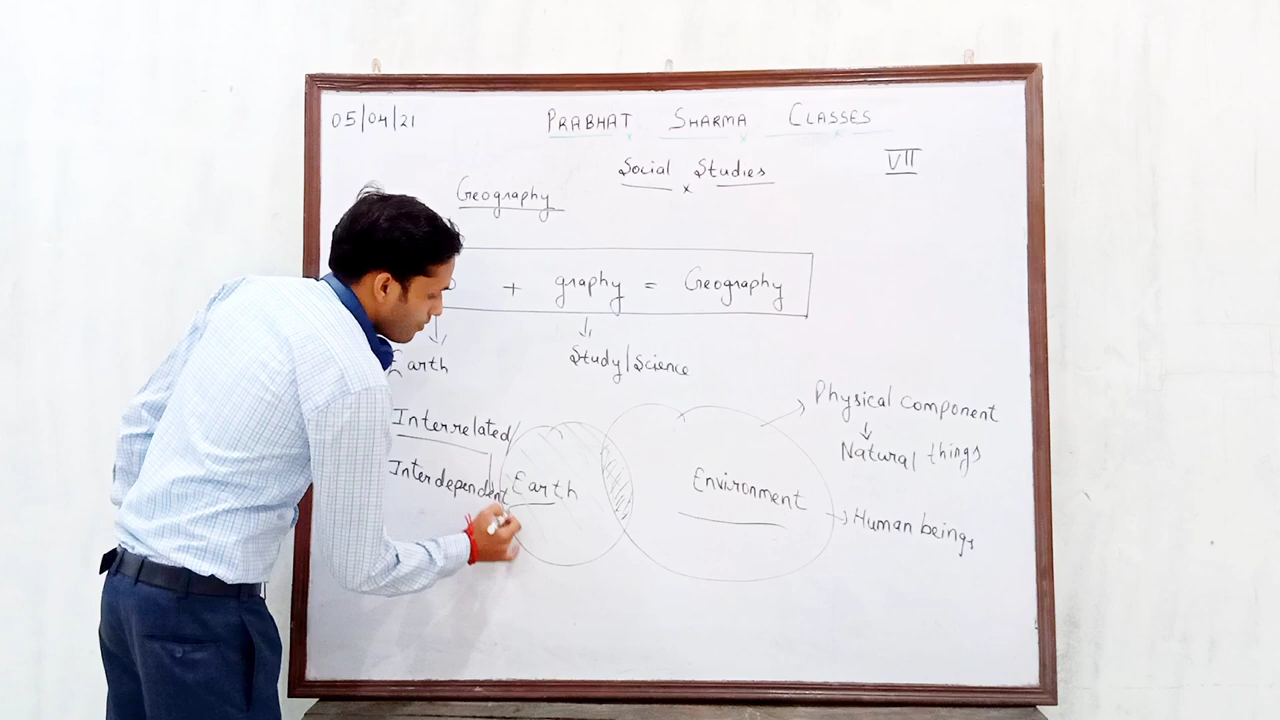 05/04/21
PRABHAT SHARMA CLASSES
Social Studies
VII
Geography
+ graphy = Geography
Earth
Study/Science
Physical component
Natural things
Interrelated/
Interdependent
Earth
Environment
Human beings